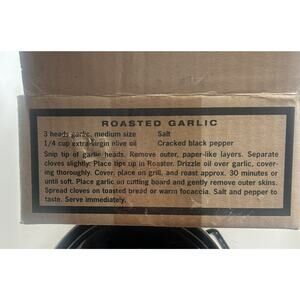 ROASTED GARLIC
3 heads garlic, medium size Salt
1/4 cup extra-virgin olive oil Cracked black pepper
Snip tip of garlic heads. Remove outer, paper-like layers. Separate
cloves slightly. Place tips up in Roaster. Drizzle oil over garlic, cover-
ing thoroughly. Cover, place on grill, and roast approx. 30 minutes or
until soft. Place garlic on cutting board and gently remove outer skins.
Spread cloves on toasted bread or warm focaccia. Salt and pepper to
taste. Serve immediately.